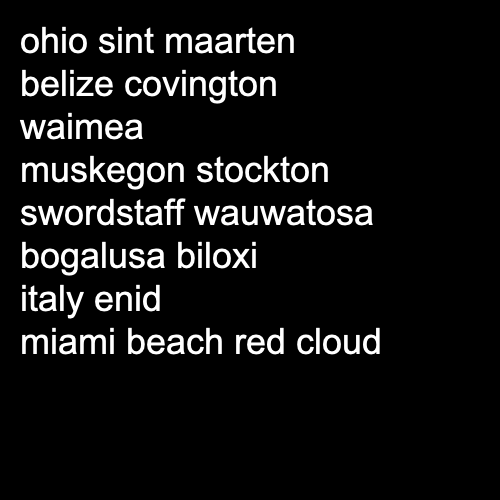 ohio sint maarten
belize covington
waimea
muskegon stockton
swordstaff wauwatosa
bogalusa biloxi
italy enid
miami beach red cloud